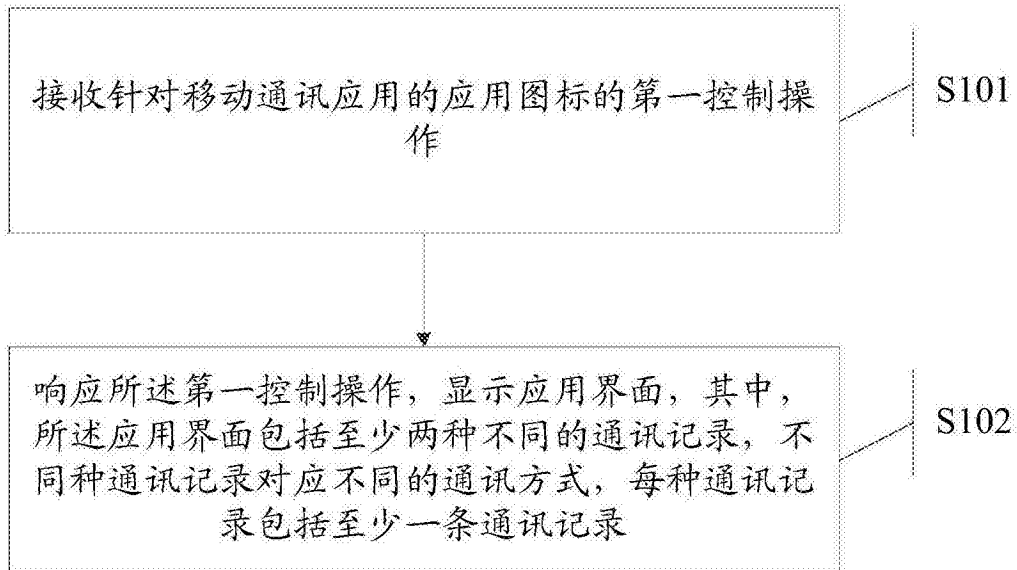 接收针对移动通讯应用的应用图标的第一控制操
作
S101
响应所述第一控制操作，显示应用界面，其中，
所述应用界面包括至少两种不同的通讯记录，不
同种通讯记录对应不同的通讯方式，每种通讯记
录包括至少一条通讯记录
S102